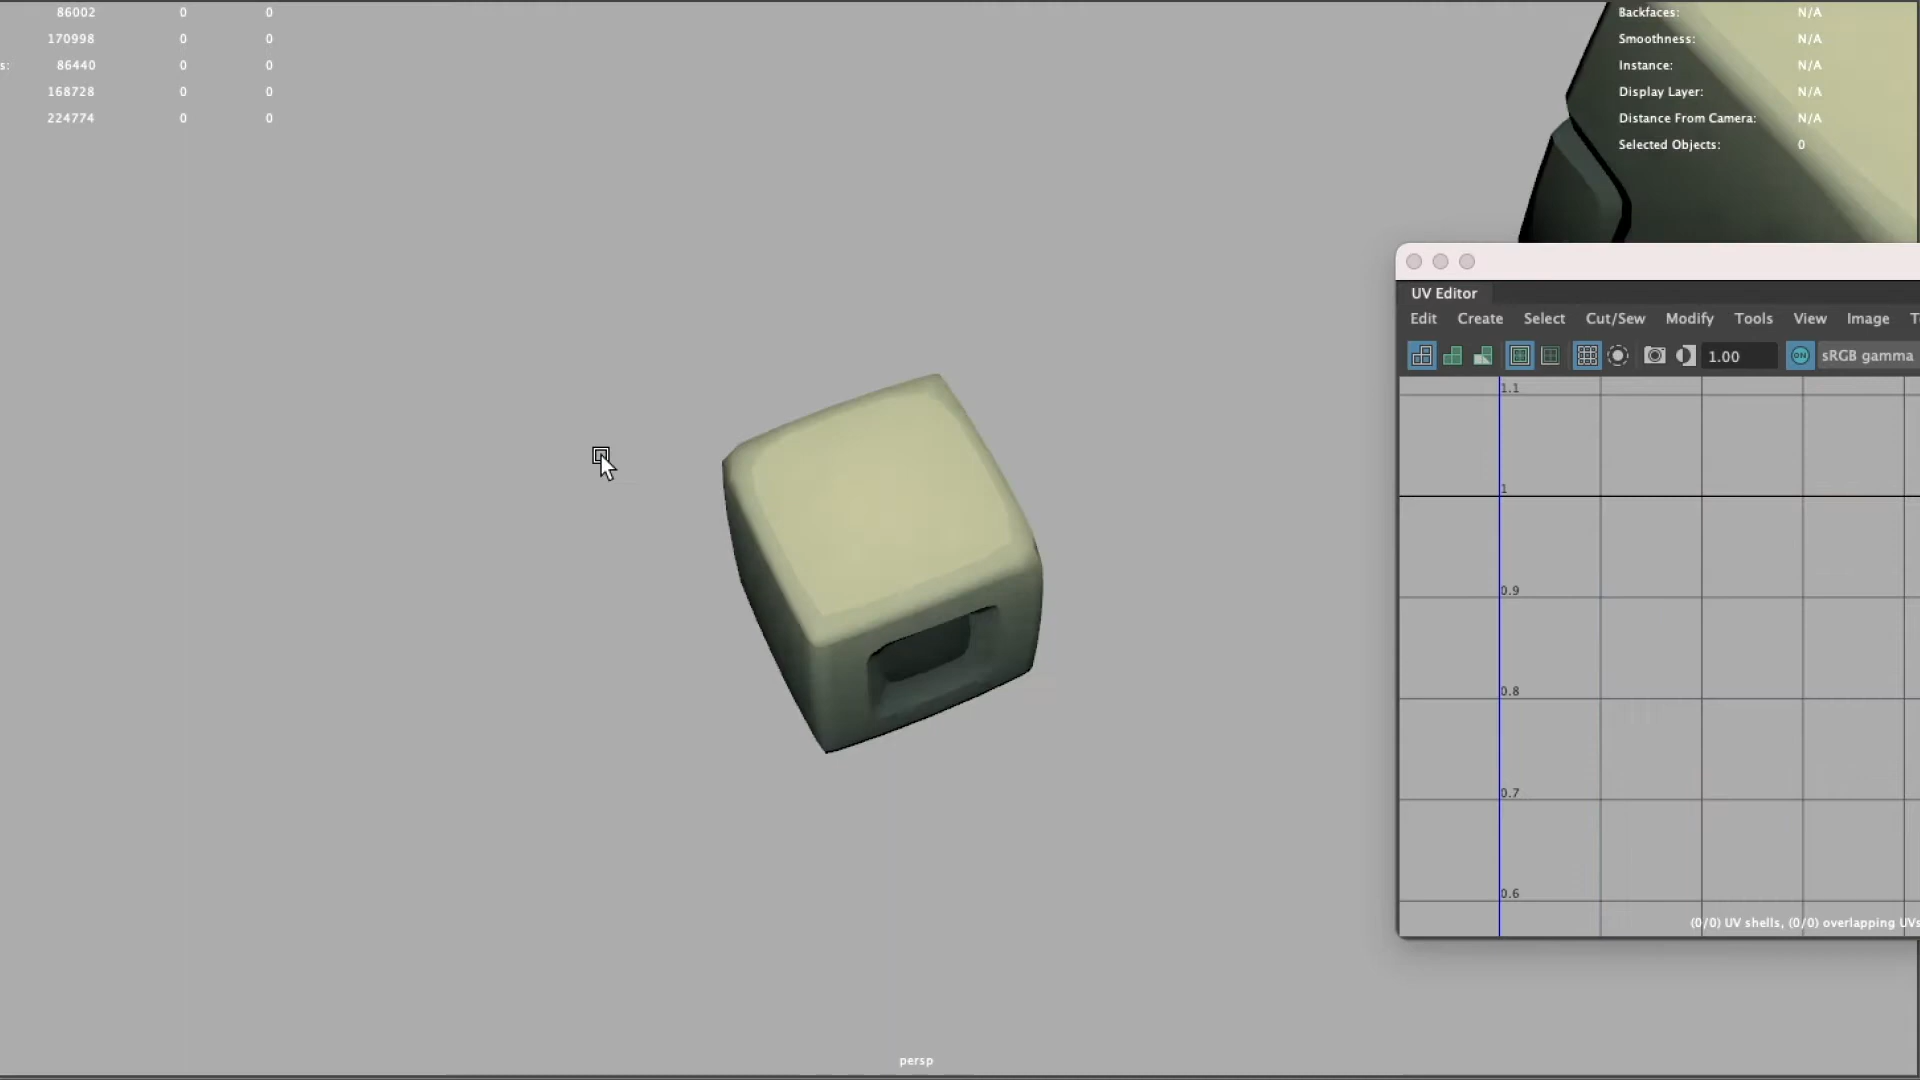 86002 0 0
170998 0 0
s: 86440 0 0
168728 0 0
224774 0 0
Backfaces: N/A
Smoothness: N/A
Instance: N/A
Display Layer: N/A
Distance From Camera: N/A
Selected Objects: 0
UV Editor
Edit Create Select Cut/Sew Modify Tools View Image T
ON 1.00 sRGB gamma
1.1
1
0.9
0.8
0.7
0.6
(0/0) UV shells, (0/0) overlapping UVs
persp